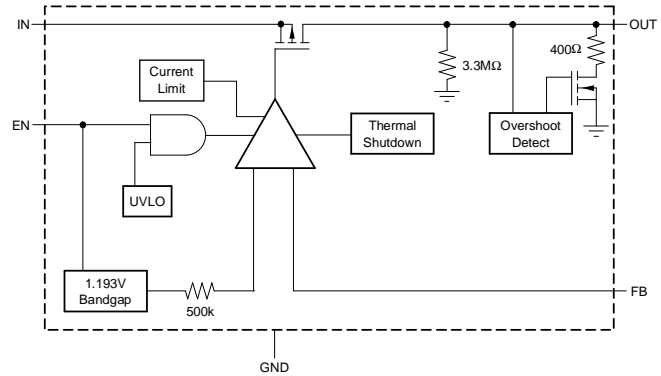 IN
OUT
400Ω
3.3MΩ
Current
Limit
EN
Thermal
Shutdown
Overshoot
Detect
UVLO
1.193V
Bandgap
500k
FB
GND